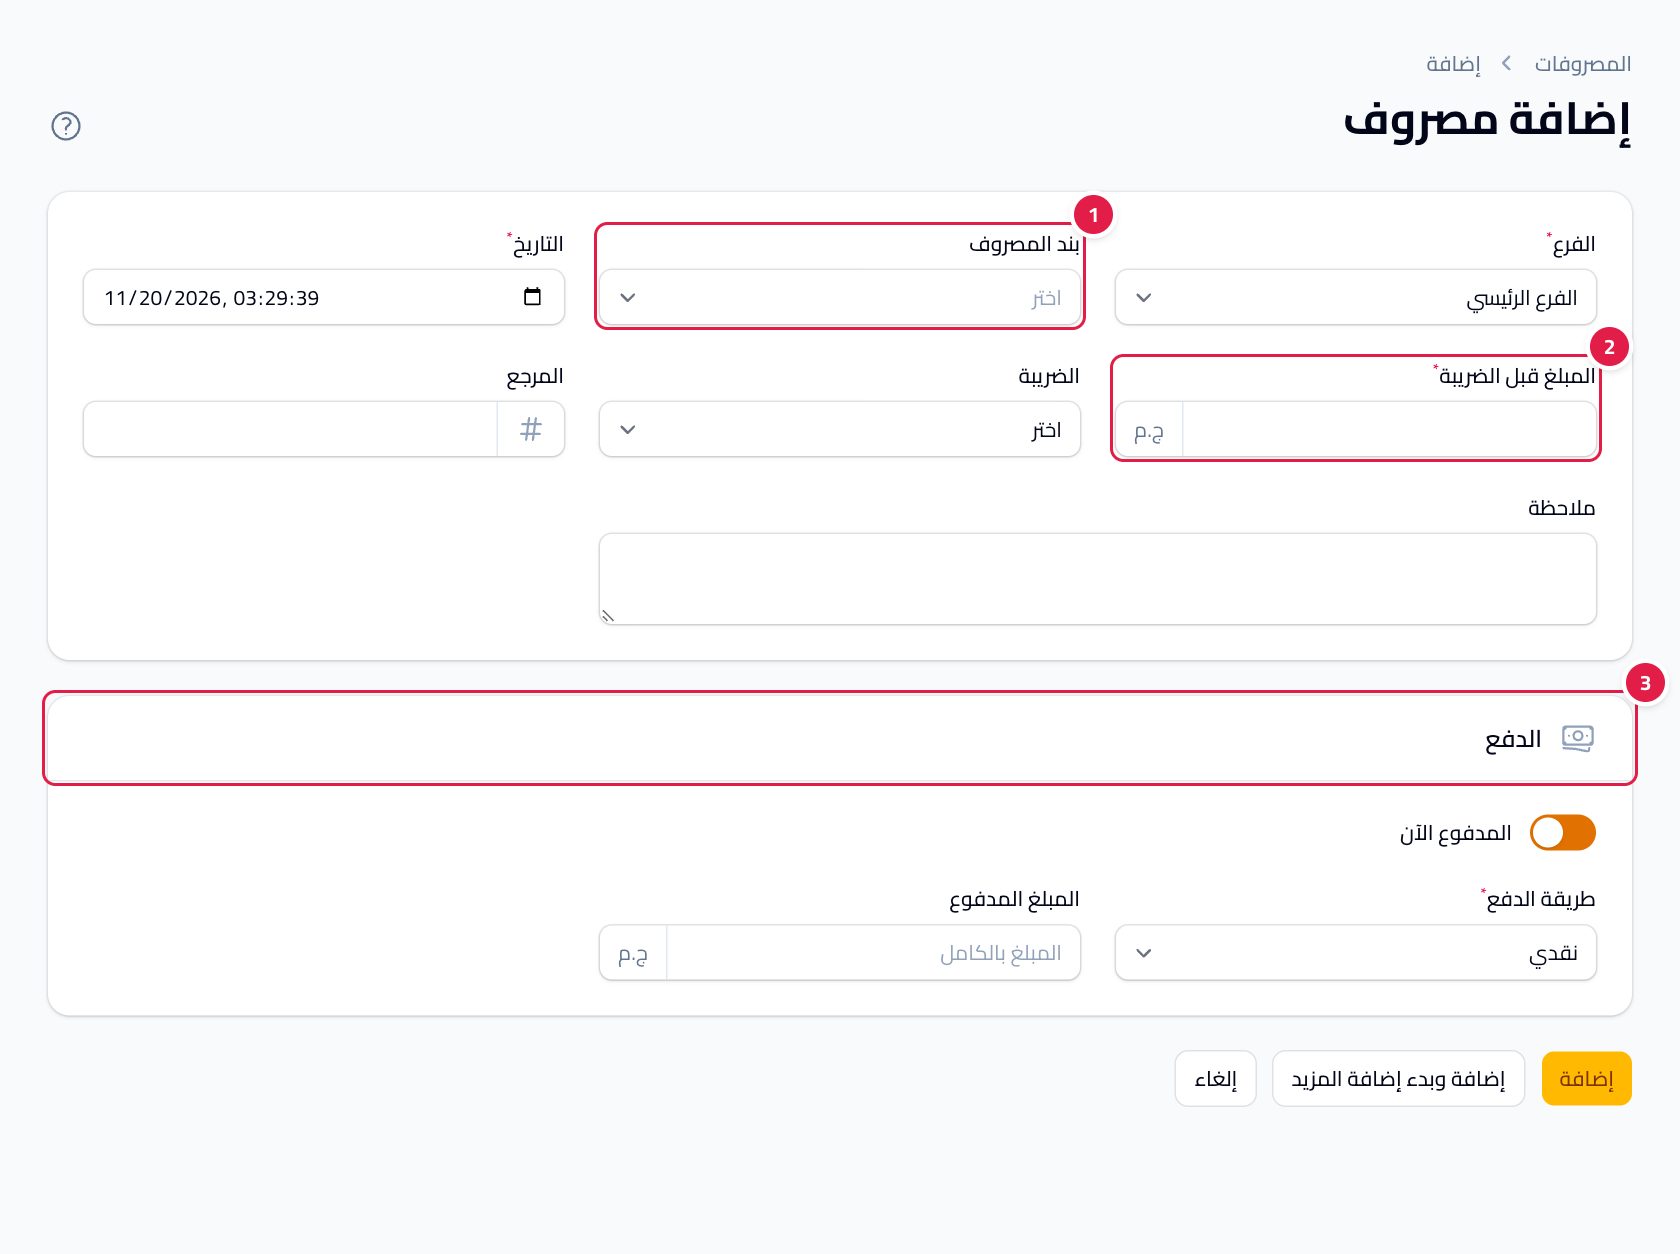 المصروفات > إضافة
إضافة مصروف
?
1
الفرع*
بند المصروف
التاريخ*
الفرع الرئيسي
اختر
11/20/2026, 03:29:39
2
المبلغ قبل الضريبة*
الضريبة
المرجع
ج.م
اختر
#
ملاحظة
3
الدفع
المدفوع الآن
طريقة الدفع*
المبلغ المدفوع
نقدي
المبلغ بالكامل
ج.م
إضافة
إضافة وبدء إضافة المزيد
إلغاء